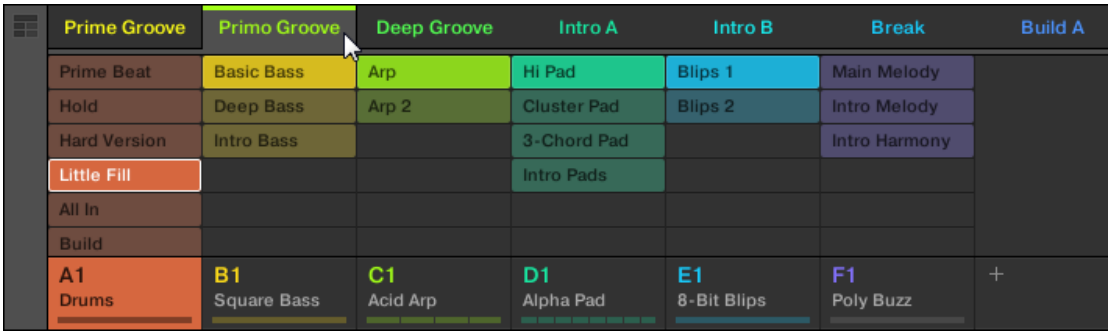 Prime Groove Primo Groove Deep Groove Intro A Intro B Break Build A
Prime Beat Basic Bass Arp Hi Pad Blips 1 Main Melody
Hold Deep Bass Arp 2 Cluster Pad Blips 2 Intro Melody
Hard Version Intro Bass 3-Chord Pad Intro Harmony
Little Fill Intro Pads
All In
Build
A1 B1 C1 D1 E1 F1 +
Drums Square Bass Acid Arp Alpha Pad 8-Bit Blips Poly Buzz